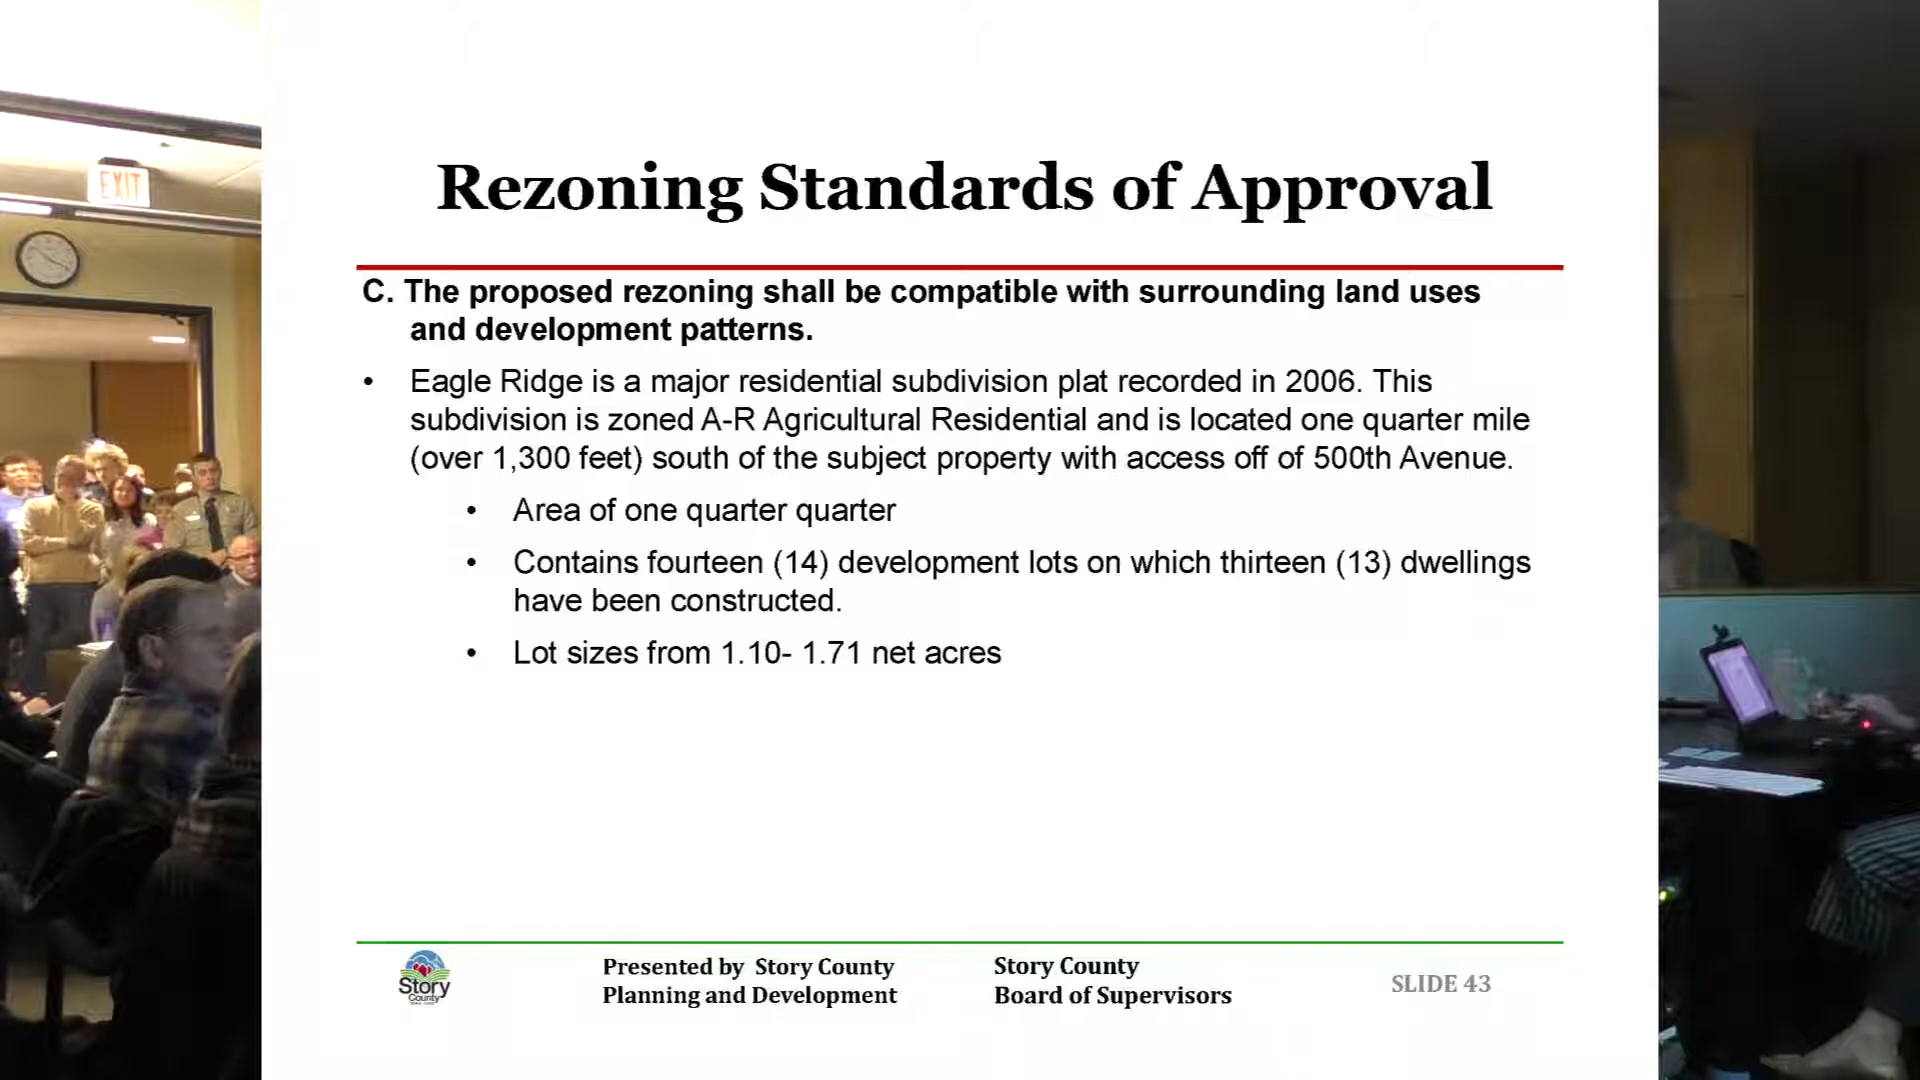 EXIT
Rezoning Standards of Approval
C. The proposed rezoning shall be compatible with surrounding land uses
and development patterns.
• Eagle Ridge is a major residential subdivision plat recorded in 2006. This
subdivision is zoned A-R Agricultural Residential and is located one quarter mile
(over 1,300 feet) south of the subject property with access off of 500th Avenue.
• Area of one quarter quarter
• Contains fourteen (14) development lots on which thirteen (13) dwellings
have been constructed.
• Lot sizes from 1.10- 1.71 net acres
Story
County
Presented by Story County
Planning and Development
Story County
Board of Supervisors
SLIDE 43